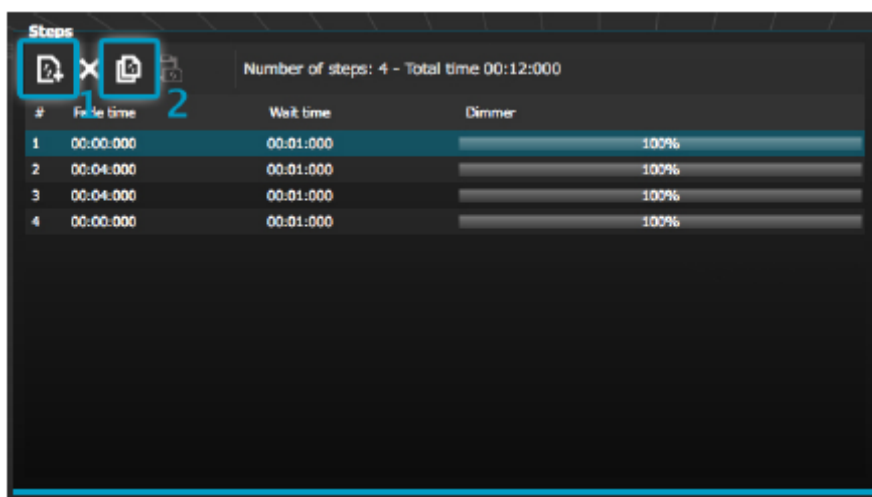 Steps
Number of steps: 4 - Total time 00:12:000
1 2
# Fade time Wait time Dimmer
1 00:00:000 00:01:000 100%
2 00:04:000 00:01:000 100%
3 00:04:000 00:01:000 100%
4 00:00:000 00:01:000 100%